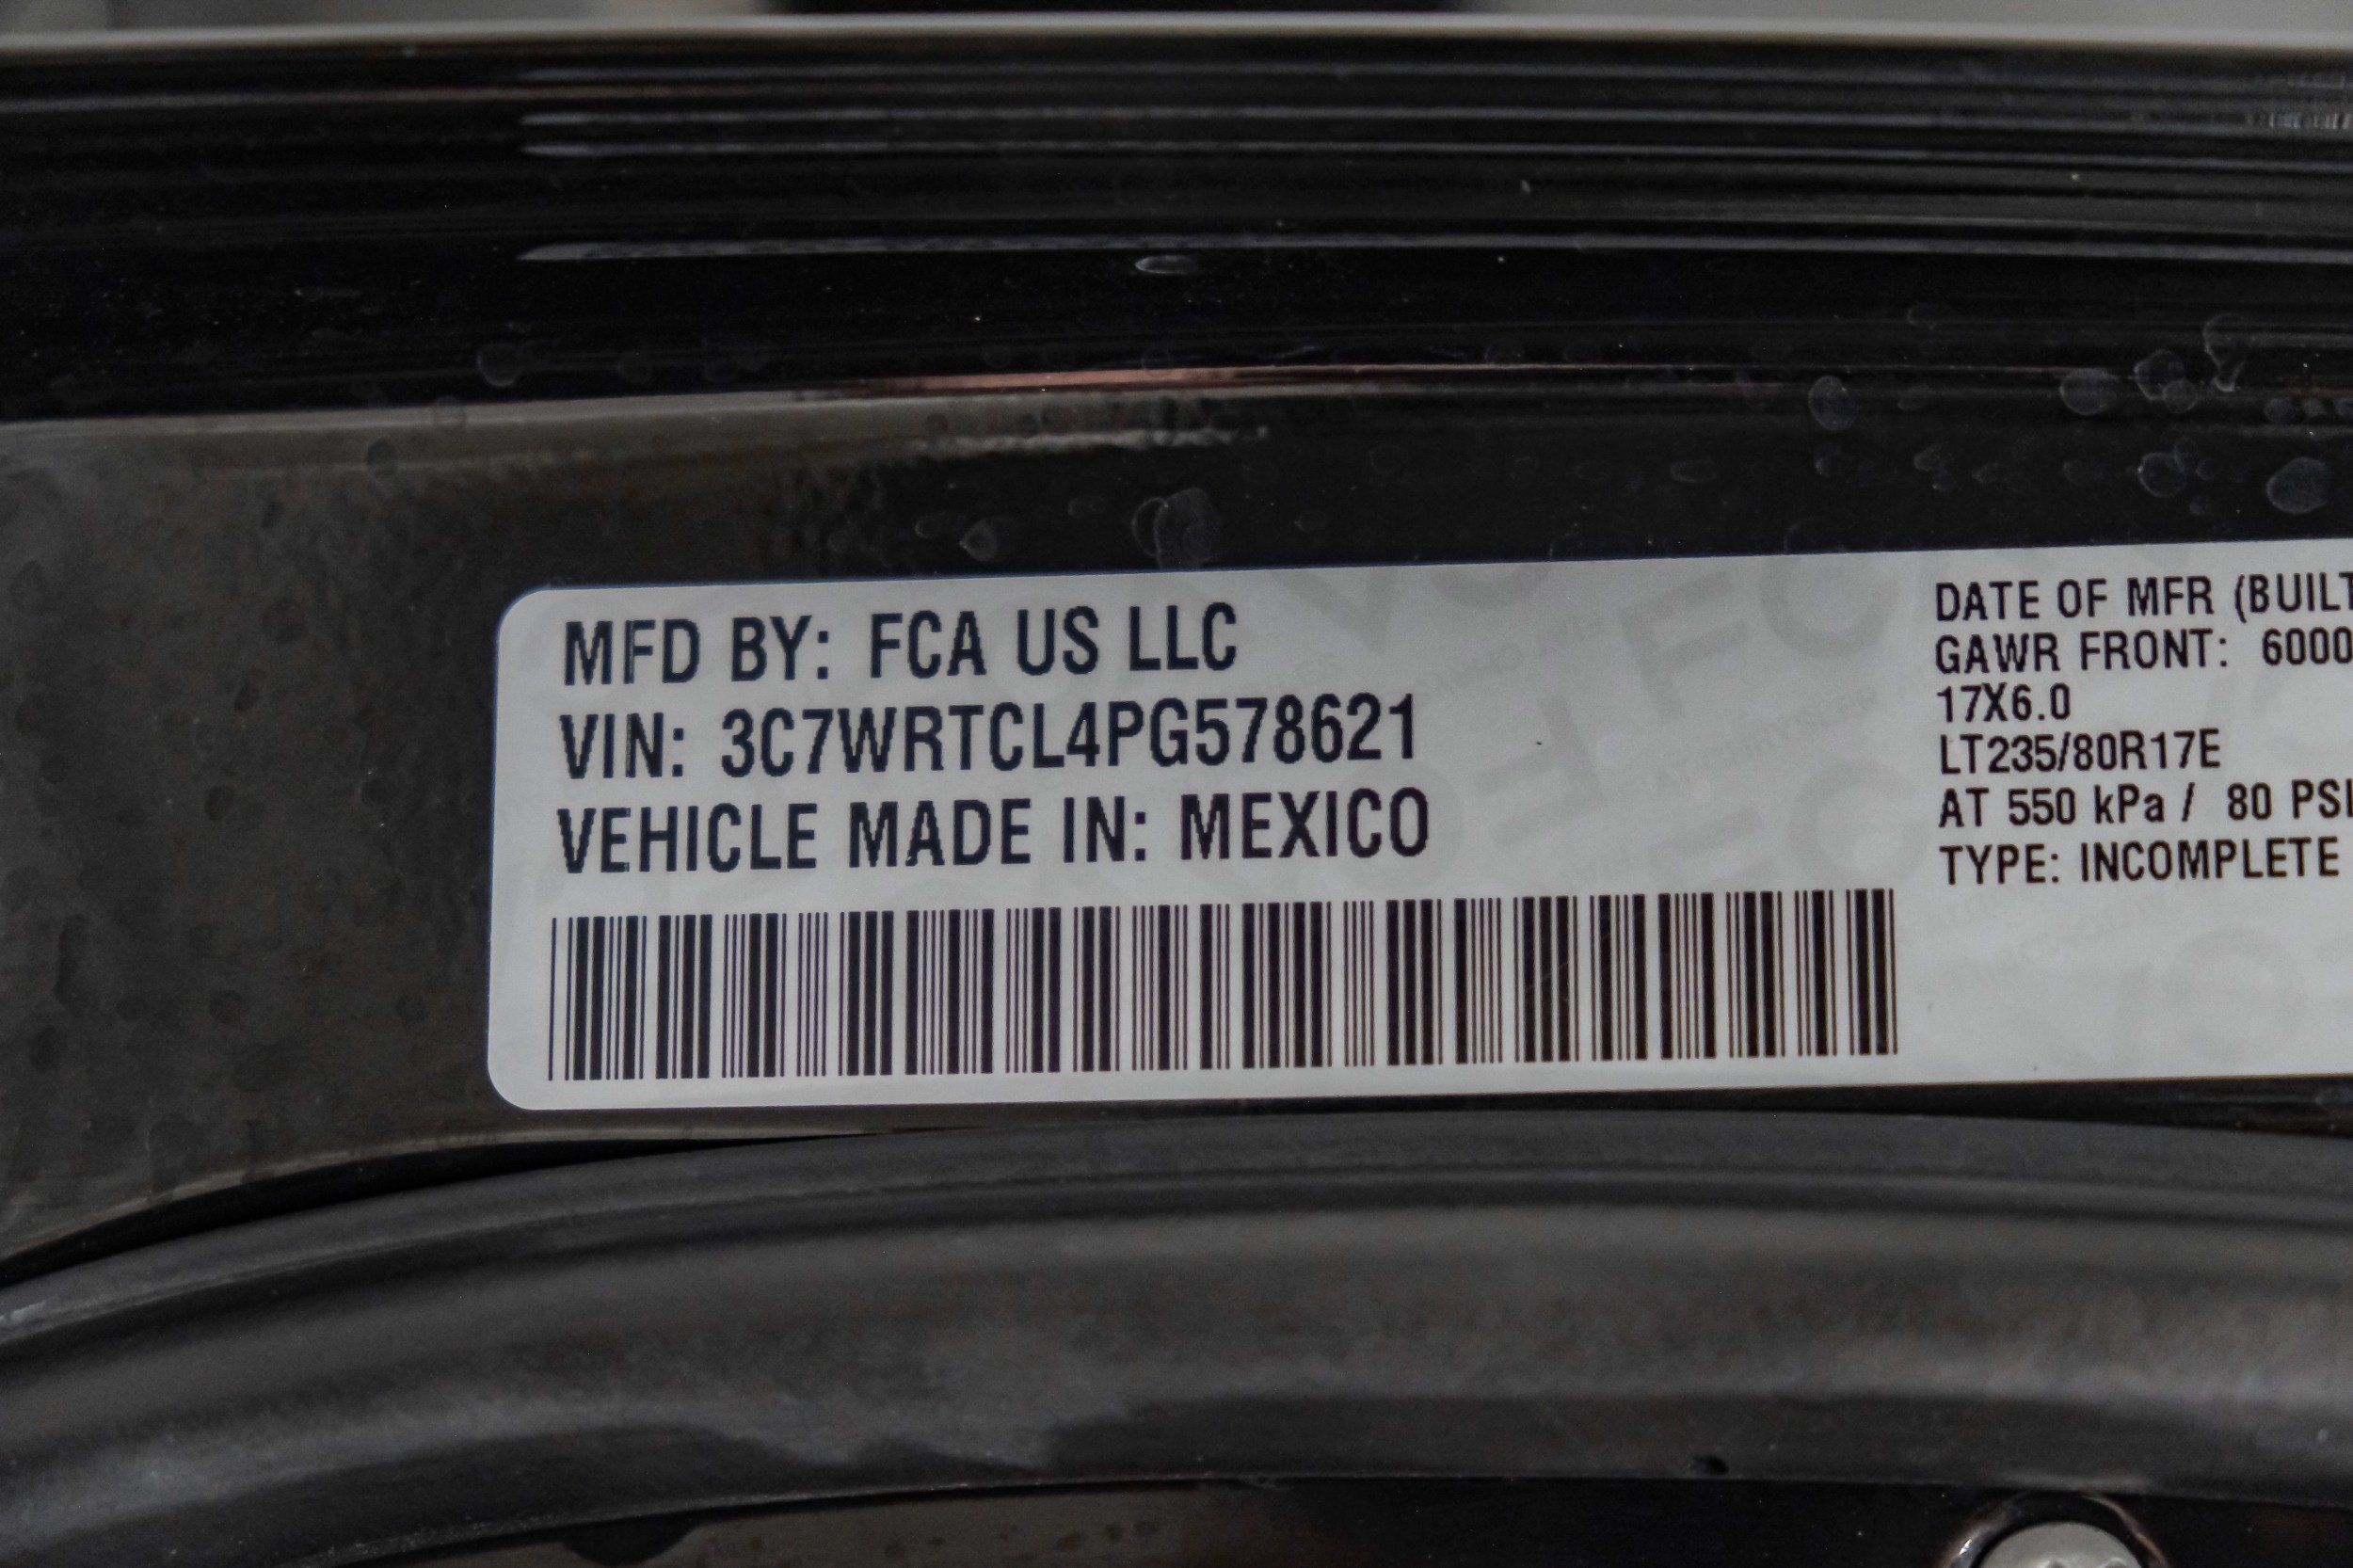 MFD BY: FCA US LLC
VIN: 3C7WRTCL4PG578621
VEHICLE MADE IN: MEXICO
DATE OF MFR (BUILT
GAWR FRONT: 6000
17X6.0
LT235/80R17E
AT 550 kPa / 80 PSI
TYPE: INCOMPLETE